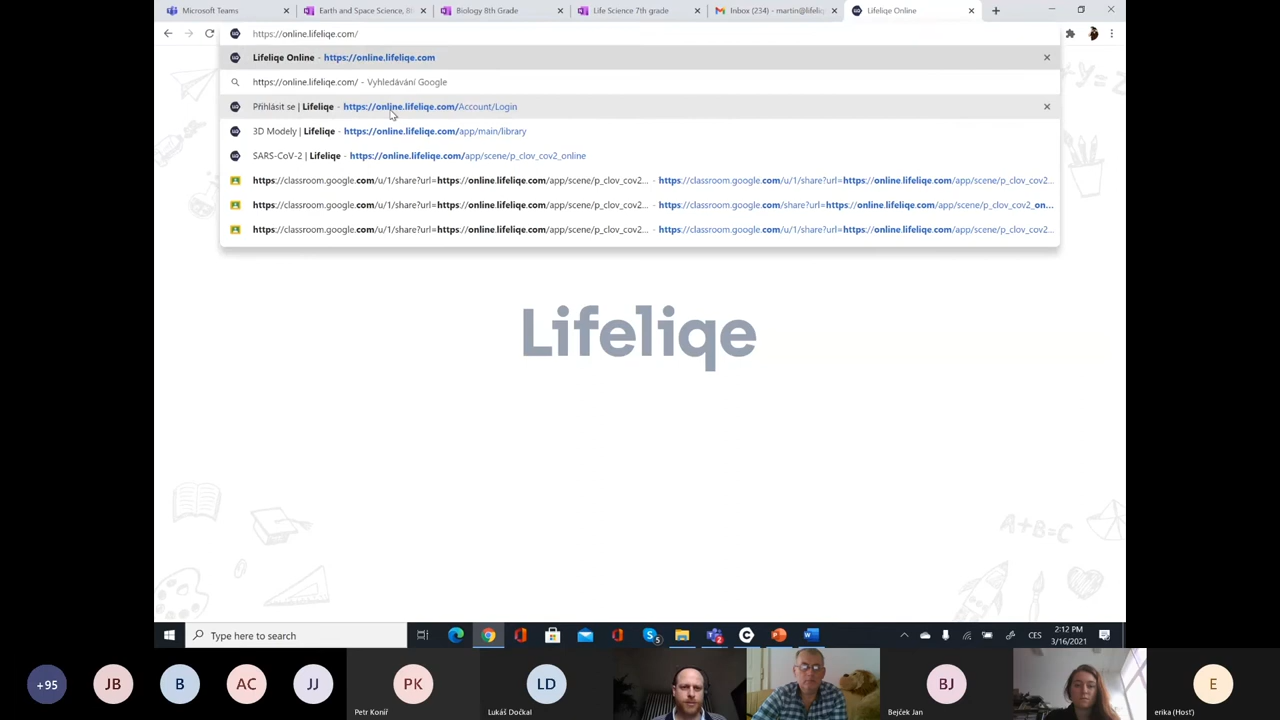 Microsoft Teams
Earth and Space Science, 8
Biology 8th Grade
Life Science 7th grade
Inbox (234) - martin@lifeliq
Lifeliqe Online
https://online.lifeliqe.com/
Lifeliqe Online - https://online.lifeliqe.com
https://online.lifeliqe.com/ - Vyhledávání Google
Přihlásit se | Lifeliqe - https://online.lifeliqe.com/Account/Login
3D Modely | Lifeliqe - https://online.lifeliqe.com/app/main/library
SARS-CoV-2 | Lifeliqe - https://online.lifeliqe.com/app/scene/p_clov_cov2_online
https://classroom.google.com/u/1/share?url=https://online.lifeliqe.com/app/scene/p_clov_cov2... - https://classroom.google.com/u/1/share?url=https://online.lifeliqe.com/app/scene/p_clov_cov2...
https://classroom.google.com/u/1/share?url=https://online.lifeliqe.com/app/scene/p_clov_cov2... - https://classroom.google.com/share?url=https://online.lifeliqe.com/app/scene/p_clov_cov2_on...
https://classroom.google.com/u/1/share?url=https://online.lifeliqe.com/app/scene/p_clov_cov2... - https://classroom.google.com/u/1/share?url=https://online.lifeliqe.com/app/scene/p_clov_cov2...
Lifeliqe
A+B=C
Type here to search
CES
2:12 PM
3/16/2021
+95
JB
B
AC
JJ
PK
Petr Koníř
LD
Lukáš Dočkal
BJ
Bejček Jan
E
erika (Host)